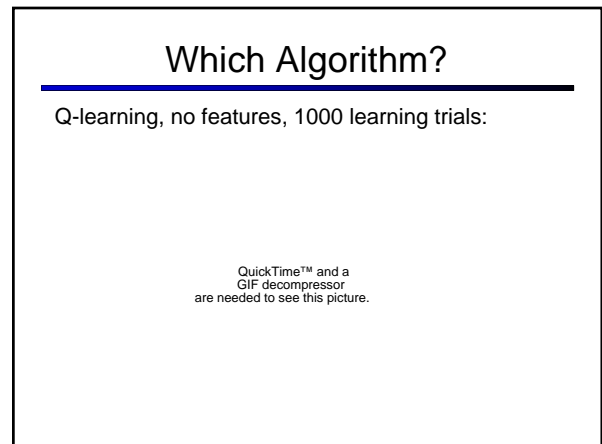 Which Algorithm?
Q-learning, no features, 1000 learning trials:
QuickTime™ and a
GIF decompressor
are needed to see this picture.